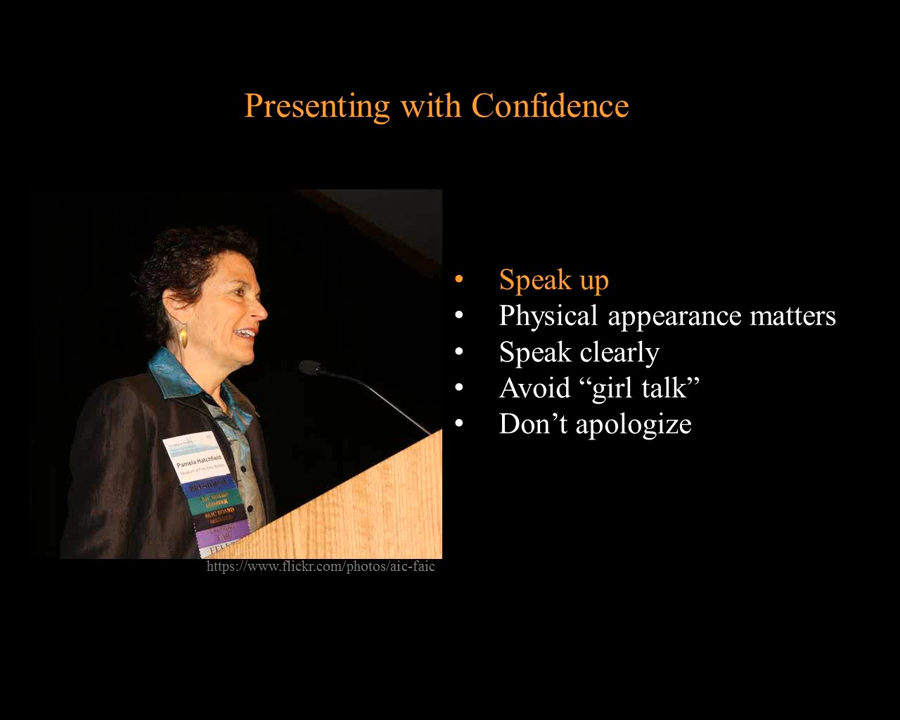 Presenting with Confidence
• Speak up
• Physical appearance matters
• Speak clearly
• Avoid “girl talk”
• Don’t apologize
Pamela Hatchfield
https://www.flickr.com/photos/aic-faic